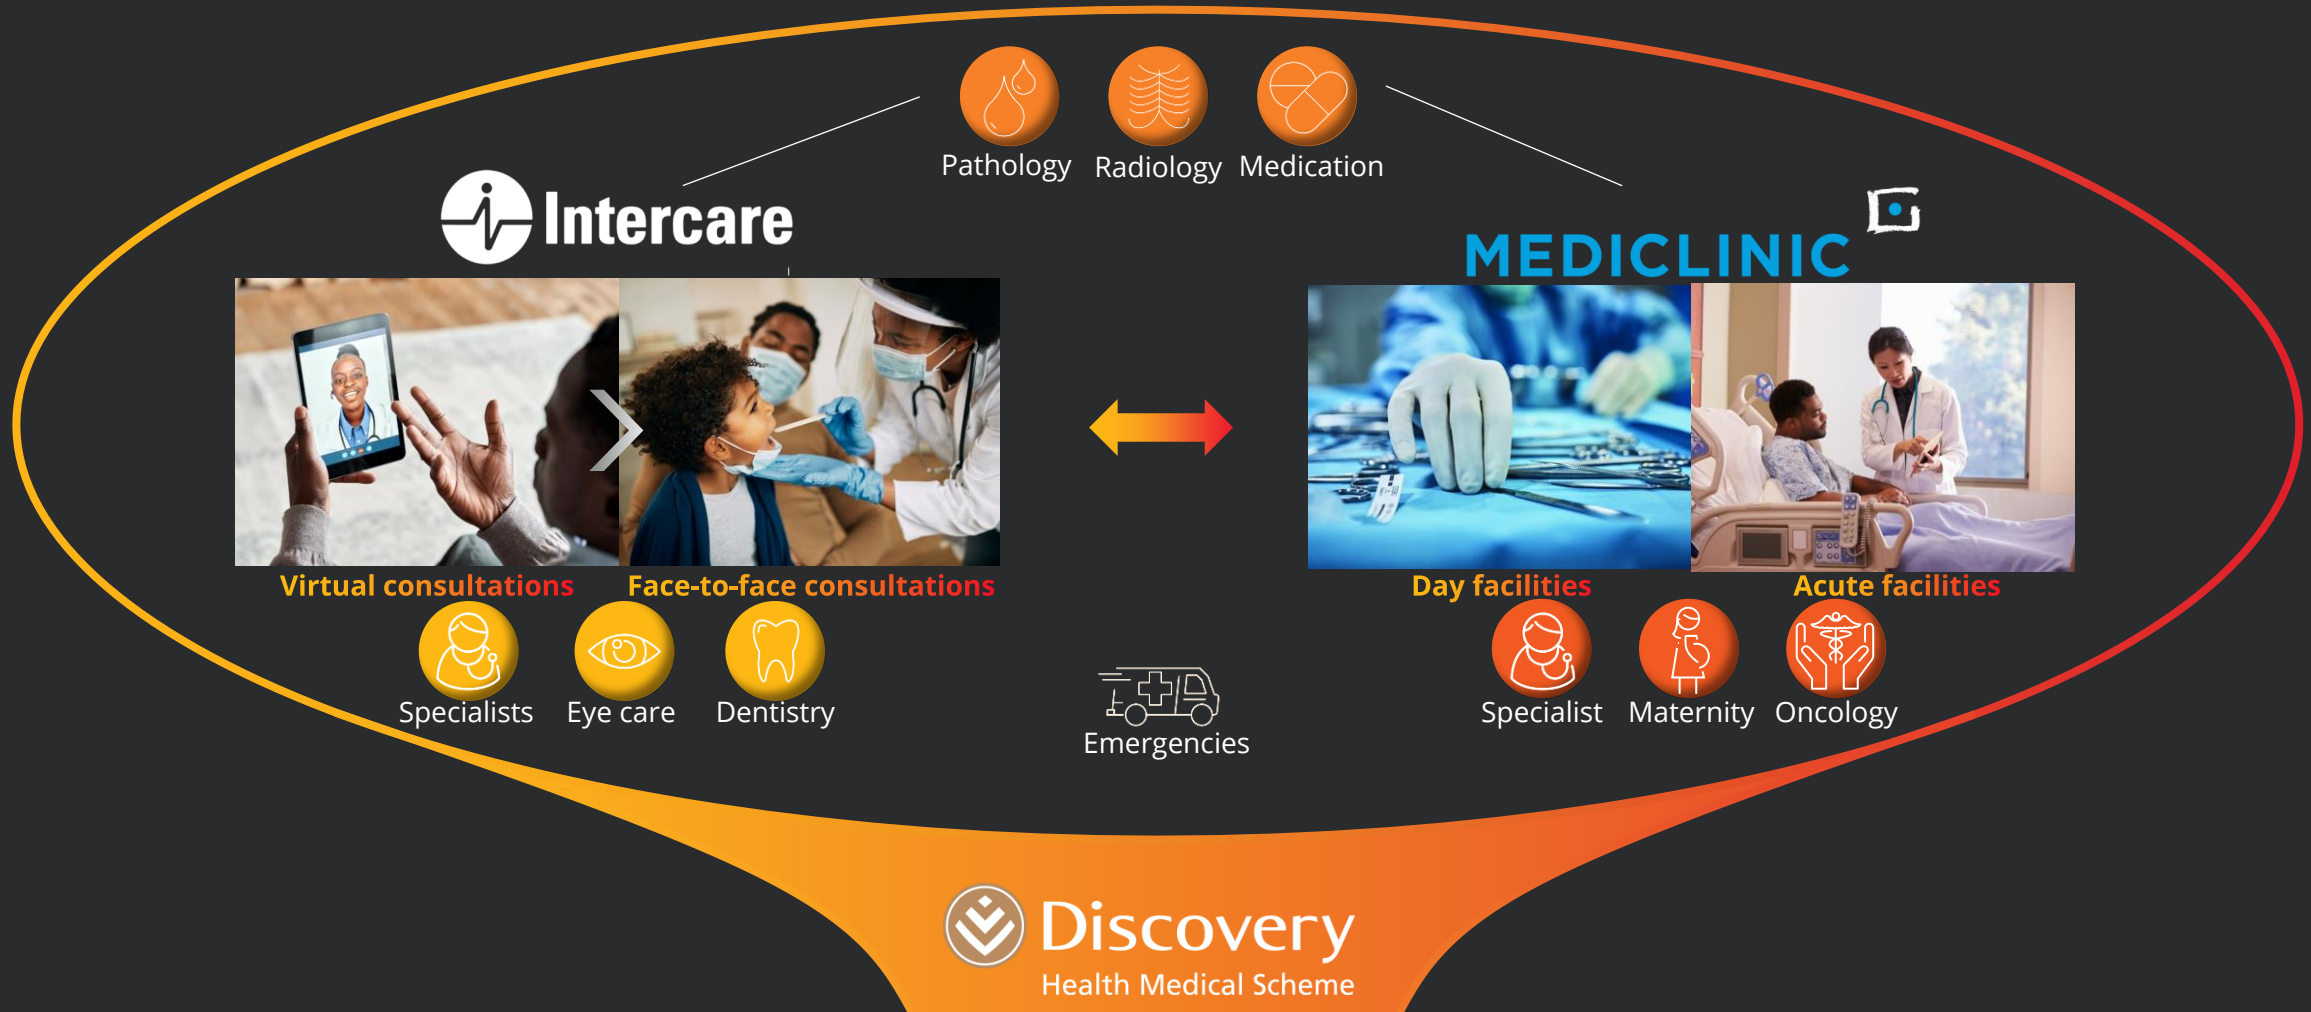 Pathology
Radiology
Medication
Intercare
MEDICLINIC
Virtual consultations
Face-to-face consultations
Day facilities
Acute facilities
Specialists
Eye care
Dentistry
Emergencies
Specialist
Maternity
Oncology
Discovery
Health Medical Scheme